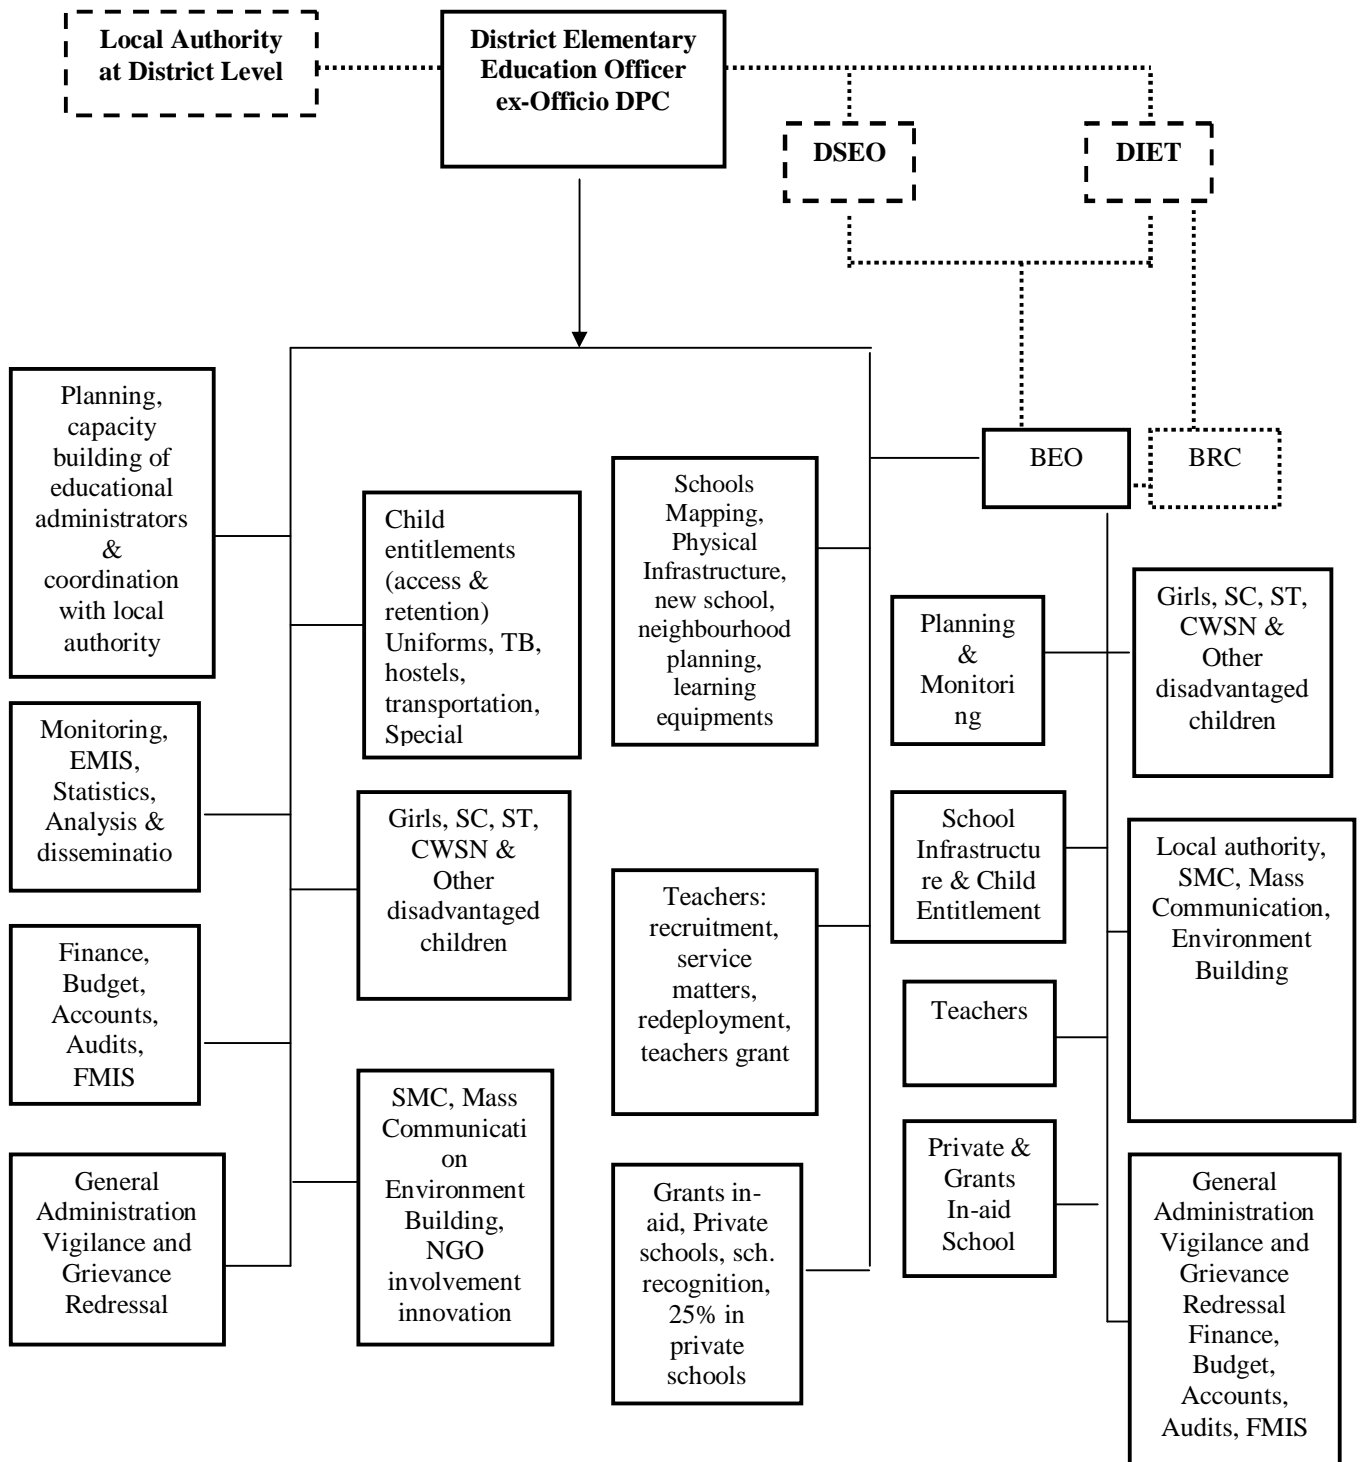 Local Authority
at District Level
District Elementary
Education Officer
ex-Officio DPC
DSEO
DIET
Planning,
capacity
building of
educational
administrators
&
coordination
with local
authority
Child
entitlements
(access &
retention)
Uniforms, TB,
hostels,
transportation,
Special
Schools
Mapping,
Physical
Infrastructure,
new school,
neighbourhood
planning,
learning
equipments
BEO
BRC
Planning
&
Monitori
ng
Girls, SC, ST,
CWSN &
Other
disadvantaged
children
Monitoring,
EMIS,
Statistics,
Analysis &
disseminatio
Girls, SC, ST,
CWSN &
Other
disadvantaged
children
Teachers:
recruitment,
service
matters,
redeployment,
teachers grant
School
Infrastructu
re & Child
Entitlement
Local authority,
SMC, Mass
Communication,
Environment
Building
Finance,
Budget,
Accounts,
Audits,
FMIS
Teachers
General
Administration
Vigilance and
Grievance
Redressal
SMC, Mass
Communicati
on
Environment
Building,
NGO
involvement
innovation
Grants in-
aid, Private
schools, sch.
recognition,
25% in
private
schools
Private &
Grants
In-aid
School
General
Administration
Vigilance and
Grievance
Redressal
Finance,
Budget,
Accounts,
Audits, FMIS